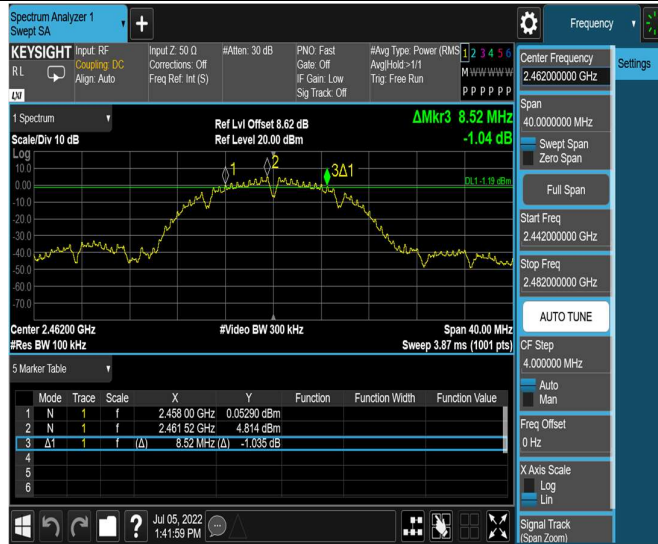 Spectrum Analyzer 1
Swept SA
+
Frequency
KEYSIGHT
RL
LXI
Input: RF
Coupling: DC
Align: Auto
Input Z: 50 Ω
Corrections: Off
Freq Ref: Int (S)
#Atten: 30 dB
PNO: Fast
Gate: Off
IF Gain: Low
Sig Track: Off
#Avg Type: Power (RMS
Avg|Hold:>1/1
Trig: Free Run
1 2 3 4 5 6
M W W W W W
P P P P P P
1 Spectrum
Scale/Div 10 dB
Ref Lvl Offset 8.62 dB
Ref Level 20.00 dBm
ΔMkr3 8.52 MHz
-1.04 dB
Log
10.0
0.00
-10.0
-20.0
-30.0
-40.0
-50.0
-60.0
-70.0
1
2
3Δ1
DL1 -1.19 dBm
Center 2.46200 GHz
#Res BW 100 kHz
#Video BW 300 kHz
Span 40.00 MHz
Sweep 3.87 ms (1001 pts)
5 Marker Table
Mode Trace Scale X Y Function Function Width Function Value
1 N 1 f 2.458 00 GHz 0.05290 dBm
2 N 1 f 2.461 52 GHz 4.814 dBm
3 Δ1 1 f (Δ) 8.52 MHz (Δ) -1.035 dB
4
5
6
?
Jul 05, 2022
1:41:59 PM
Center Frequency
2.462000000 GHz
Settings
Span
40.0000000 MHz
Swept Span
Zero Span
Full Span
Start Freq
2.442000000 GHz
Stop Freq
2.482000000 GHz
AUTO TUNE
CF Step
4.000000 MHz
Auto
Man
Freq Offset
0 Hz
X Axis Scale
Log
Lin
Signal Track
(Span Zoom)